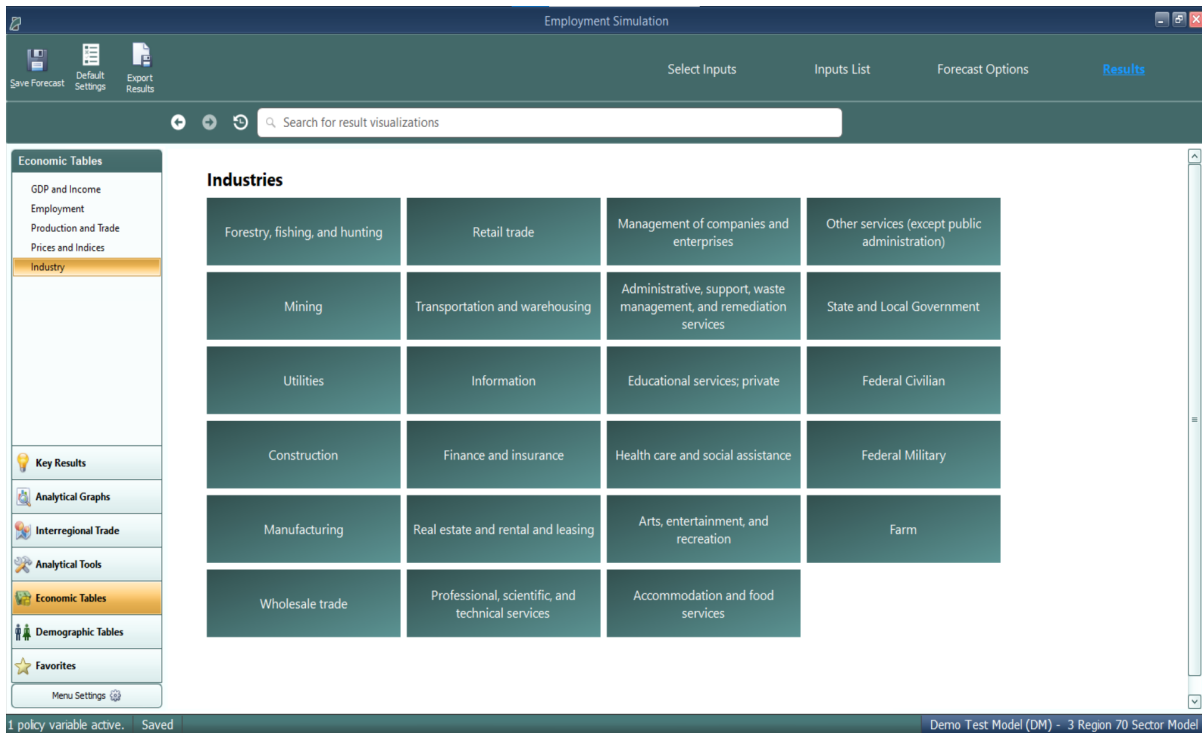 Employment Simulation
Save Forecast
Default
Settings
Export
Results
Select Inputs
Inputs List
Forecast Options
Results
Search for result visualizations
Economic Tables
GDP and Income
Employment
Production and Trade
Prices and Indices
Industry
Key Results
Analytical Graphs
Interregional Trade
Analytical Tools
Economic Tables
Demographic Tables
Favorites
Menu Settings
Industries
Forestry, fishing, and hunting
Retail trade
Management of companies and
enterprises
Other services (except public
administration)
Mining
Transportation and warehousing
Administrative, support, waste
management, and remediation
services
State and Local Government
Utilities
Information
Educational services; private
Federal Civilian
Construction
Finance and insurance
Health care and social assistance
Federal Military
Manufacturing
Real estate and rental and leasing
Arts, entertainment, and
recreation
Farm
Wholesale trade
Professional, scientific, and
technical services
Accommodation and food
services
1 policy variable active.
Saved
Demo Test Model (DM) - 3 Region 70 Sector Model